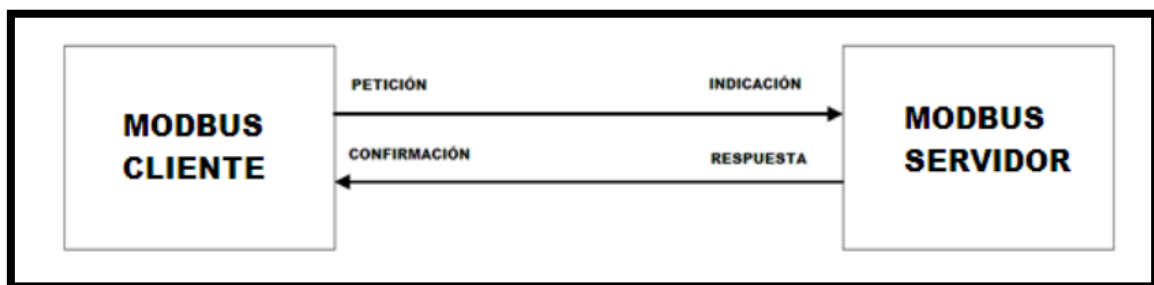 MODBUS
CLIENTE
PETICIÓN
INDICACIÓN
CONFIRMACIÓN
RESPUESTA
MODBUS
SERVIDOR